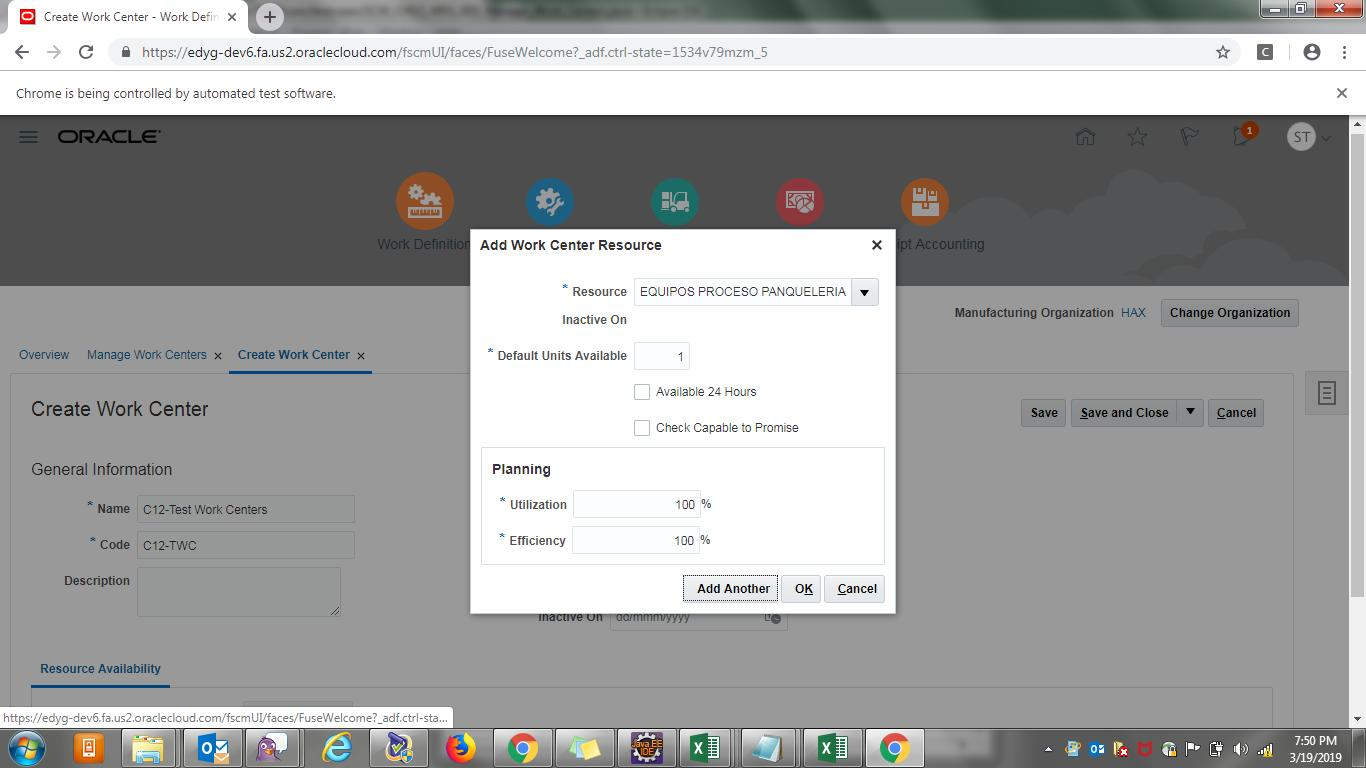 Create Work Center - Work Defin
https://edyg-dev6.fa.us2.oraclecloud.com/fscmUI/faces/FuseWelcome?_adf.ctrl-state=1534v79mzm_5
C
Chrome is being controlled by automated test software.
ORACLE
1
ST
Work Definition
ipt Accounting
Add Work Center Resource
* Resource EQUIPOS PROCESO PANQUELERIA
Inactive On
* Default Units Available 1
Available 24 Hours
Check Capable to Promise
Planning
* Utilization 100 %
* Efficiency 100 %
Add Another OK Cancel
Manufacturing Organization HAX Change Organization
Overview Manage Work Centers Create Work Center
Create Work Center
Save Save and Close Cancel
General Information
* Name C12-Test Work Centers
* Code C12-TWC
Description
Inactive On dd/mmm/yyyy
Resource Availability
https://edyg-dev6.fa.us2.oraclecloud.com/fscmUI/faces/FuseWelcome?_adf.ctrl-sta...
Java EE
IDE
7:50 PM
3/19/2019